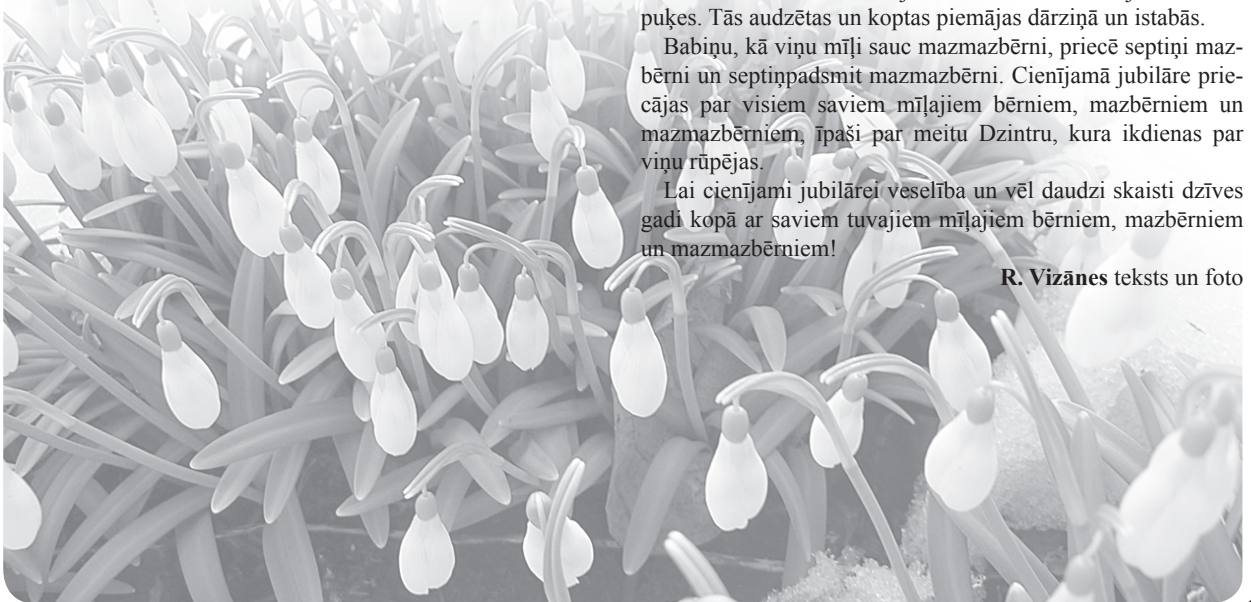 puķes. Tās audzētas un koptas piemājas dārziņā un istabās.
Babiņu, kā viņu mīļi sauc mazmazbērni, priecē septiņi maz-
bērni un septiņpadsmit mazmazbērni. Cienījamā jubilāre prie-
cājas par visiem saviem mīļajiem bērniem, mazbērniem un
mazmazbērniem, īpaši par meitu Dzintru, kura ikdienas par
viņu rūpējas.
Lai cienījami jubilārei veselība un vēl daudzi skaisti dzīves
gadi kopā ar saviem tuvajiem mīļajiem bērniem, mazbērniem
un mazmazbērniem!
R. Vizānes teksts un foto